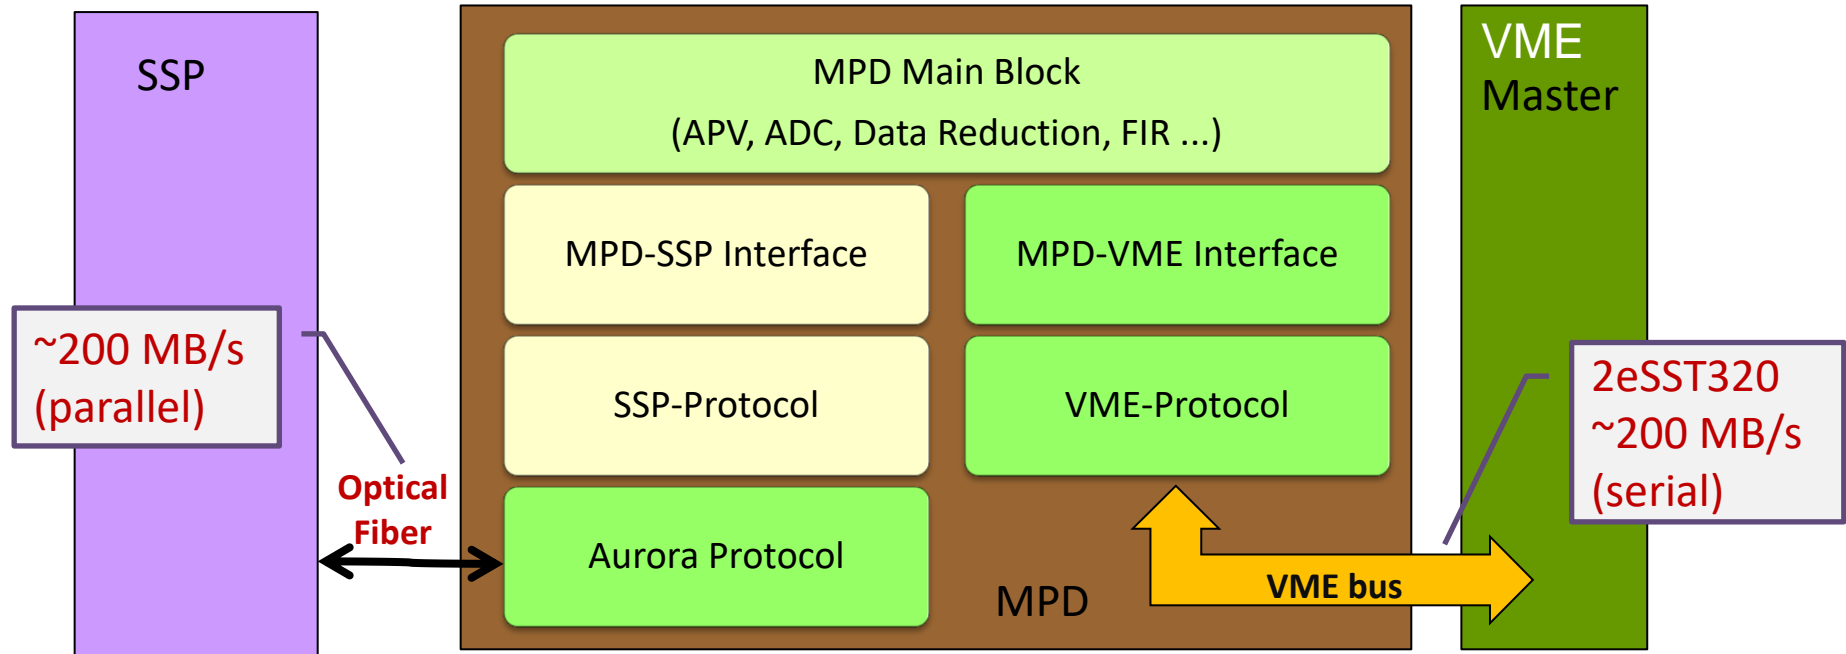 SSP
~200 MB/s
(parallel)
Optical
Fiber
MPD Main Block
(APV, ADC, Data Reduction, FIR ...)
MPD-SSP Interface
MPD-VME Interface
SSP-Protocol
VME-Protocol
Aurora Protocol
MPD
VME bus
VME
Master
2eSST320
~200 MB/s
(serial)